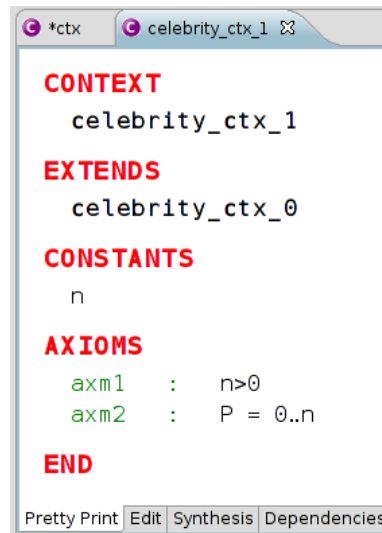 *ctx celebrity_ctx_1
CONTEXT
celebrity_ctx_1
EXTENDS
celebrity_ctx_0
CONSTANTS
n
AXIOMS
axm1 : n>0
axm2 : P = 0‥n
END
Pretty Print Edit Synthesis Dependencies